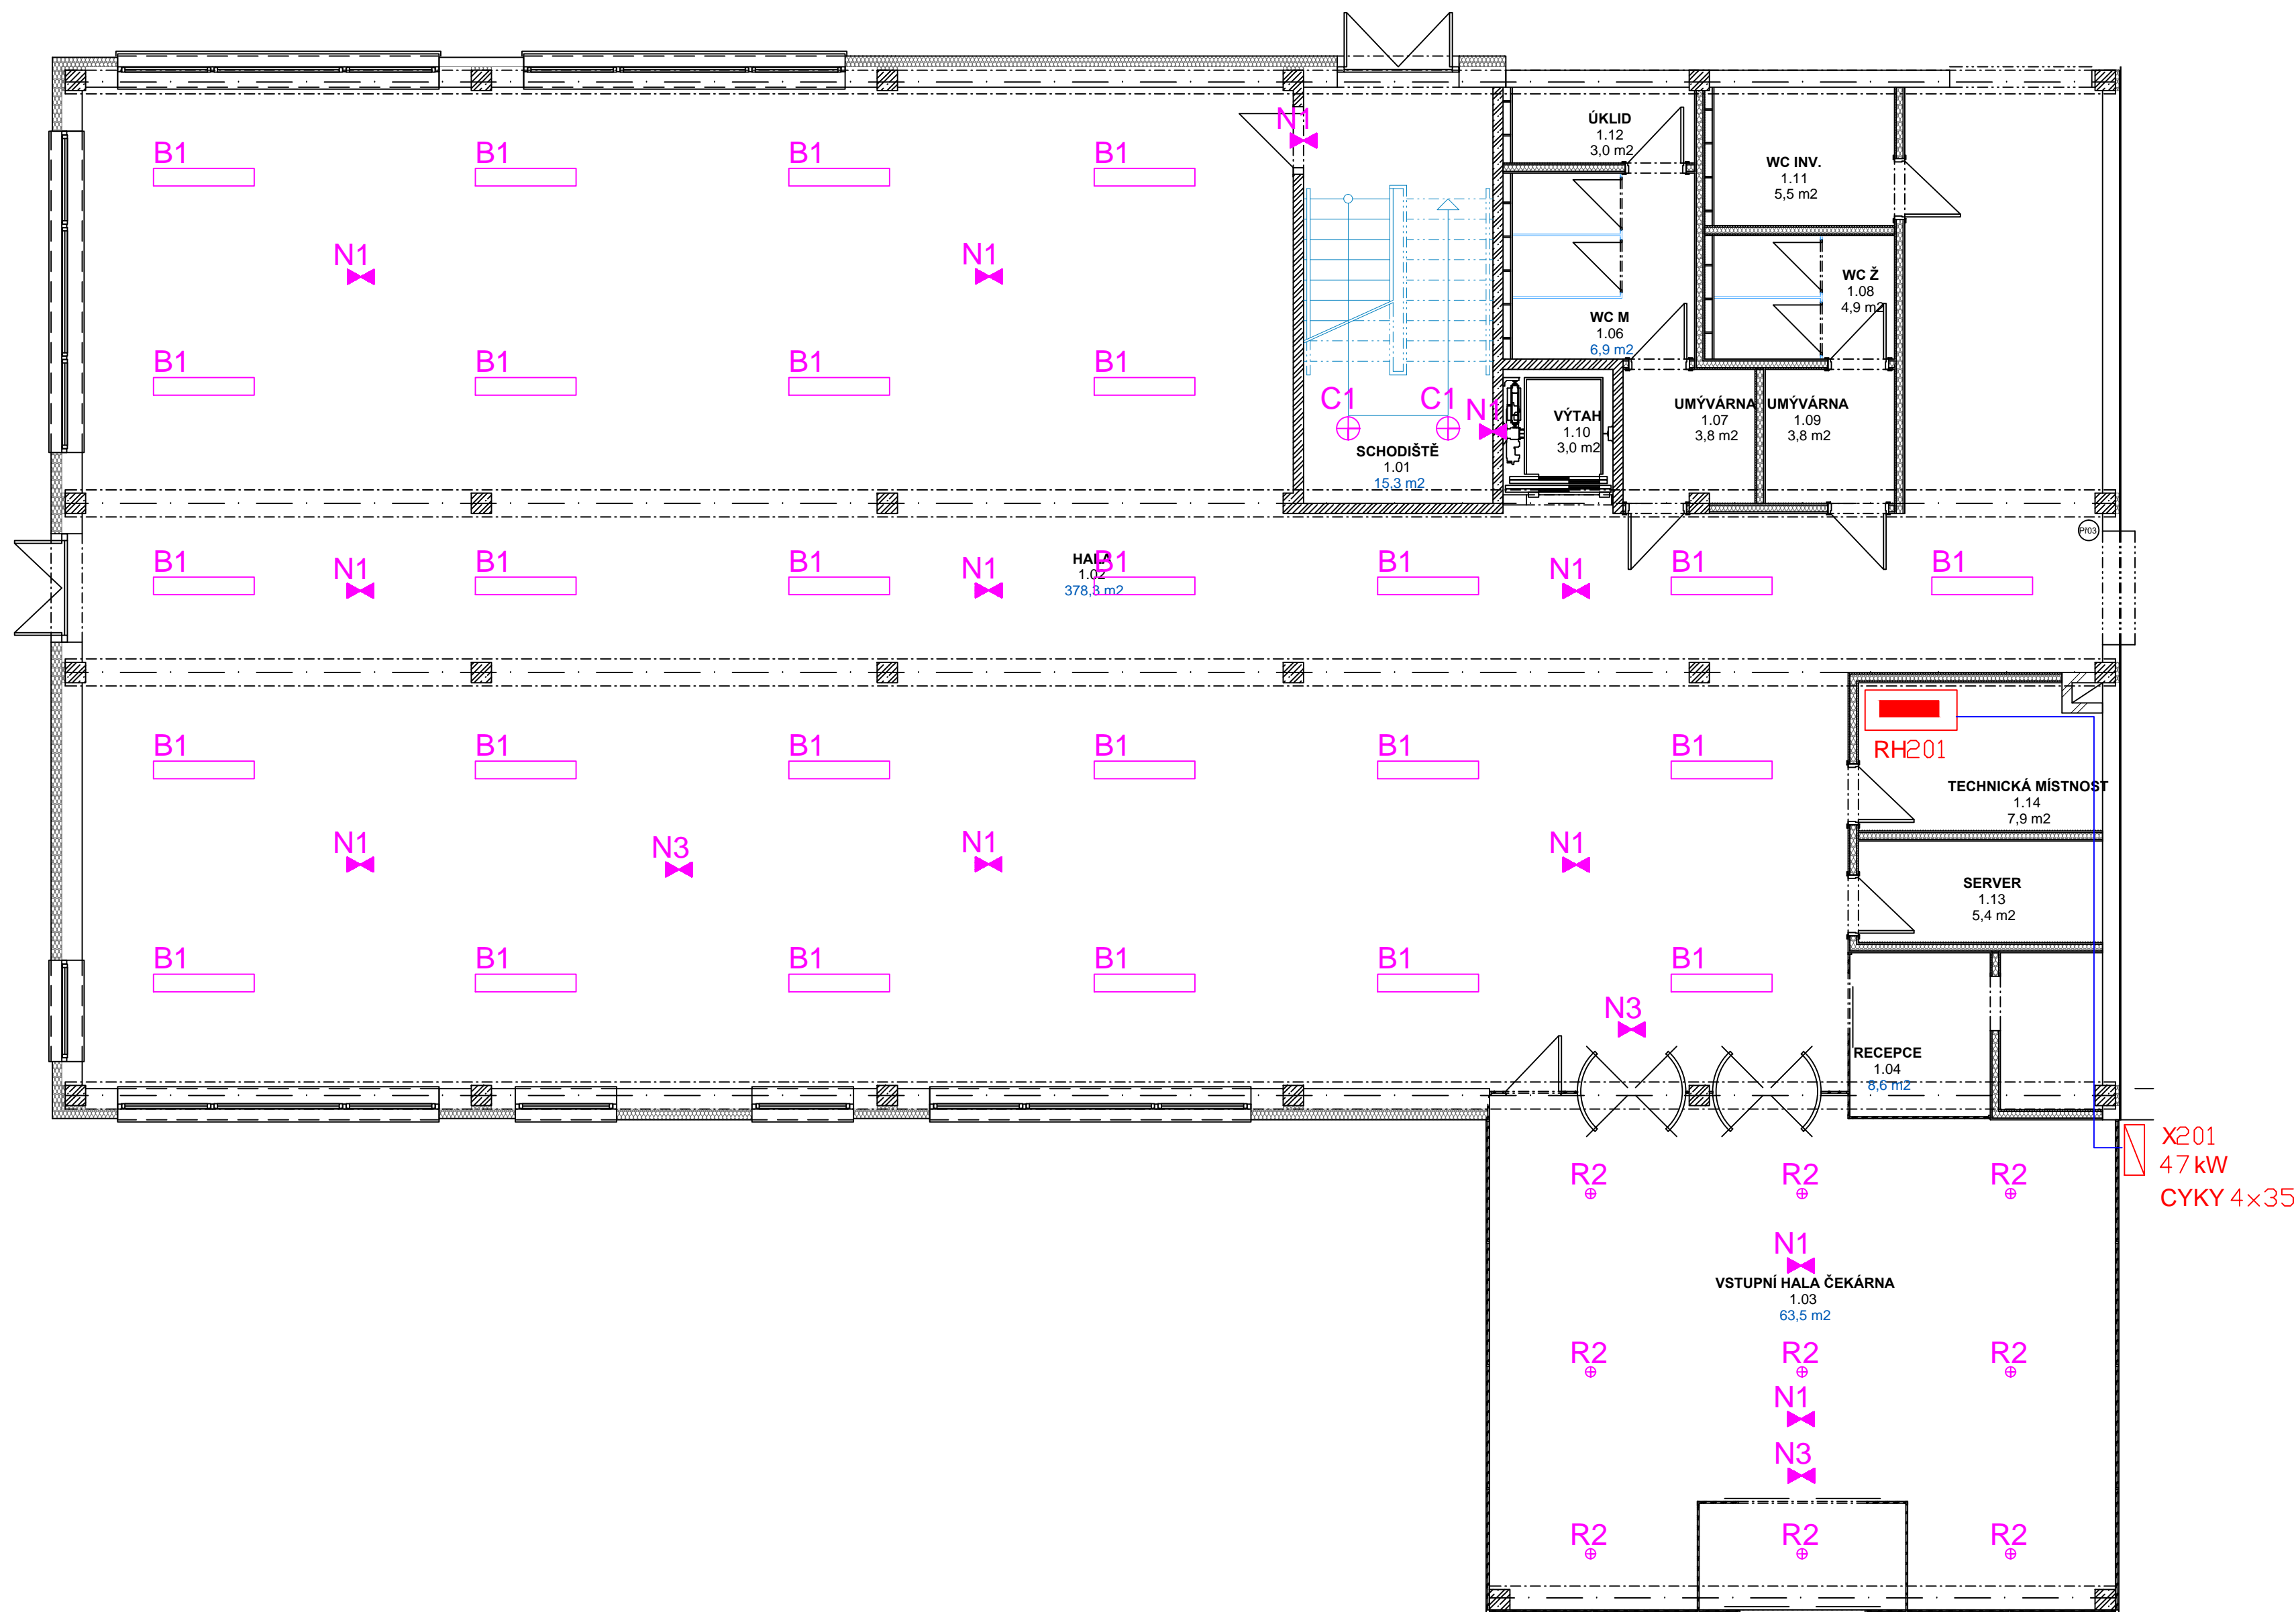 N1
ÚKLID
1.12
3,0 m2
B1
B1
B1
B1
WC INV.
1.11
5,5 m2
N1
N1
WC Ž
1.08
4,9 m2
WC M
1.06
6,9 m2
B1
B1
B1
B1
C1
C1
N1
VÝTAH
1.10
3,0 m2
UMÝVÁRNA
1.07
3,8 m2
UMÝVÁRNA
1.09
3,8 m2
SCHODIŠTĚ
1.01
15,3 m2
Př03
B1
N1
B1
B1
N1
HALA
1.02
378,3 m2
B1
B1
N1
B1
B1
B1
B1
B1
B1
B1
B1
RH201
TECHNICKÁ MÍSTNOST
1.14
7,9 m2
N1
N3
N1
N1
SERVER
1.13
5,4 m2
B1
B1
B1
B1
B1
B1
N3
RECEPCE
1.04
8,6 m2
X201
47 kW
CYKY 4x35
R2
R2
R2
N1
VSTUPNÍ HALA ČEKÁRNA
1.03
63,5 m2
R2
R2
R2
N1
N3
R2
R2
R2